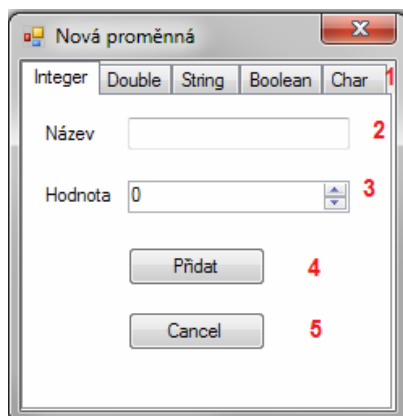 Nová proměnná
Integer Double String Boolean Char 1
Název 2
Hodnota 0 3
Přidat 4
Cancel 5